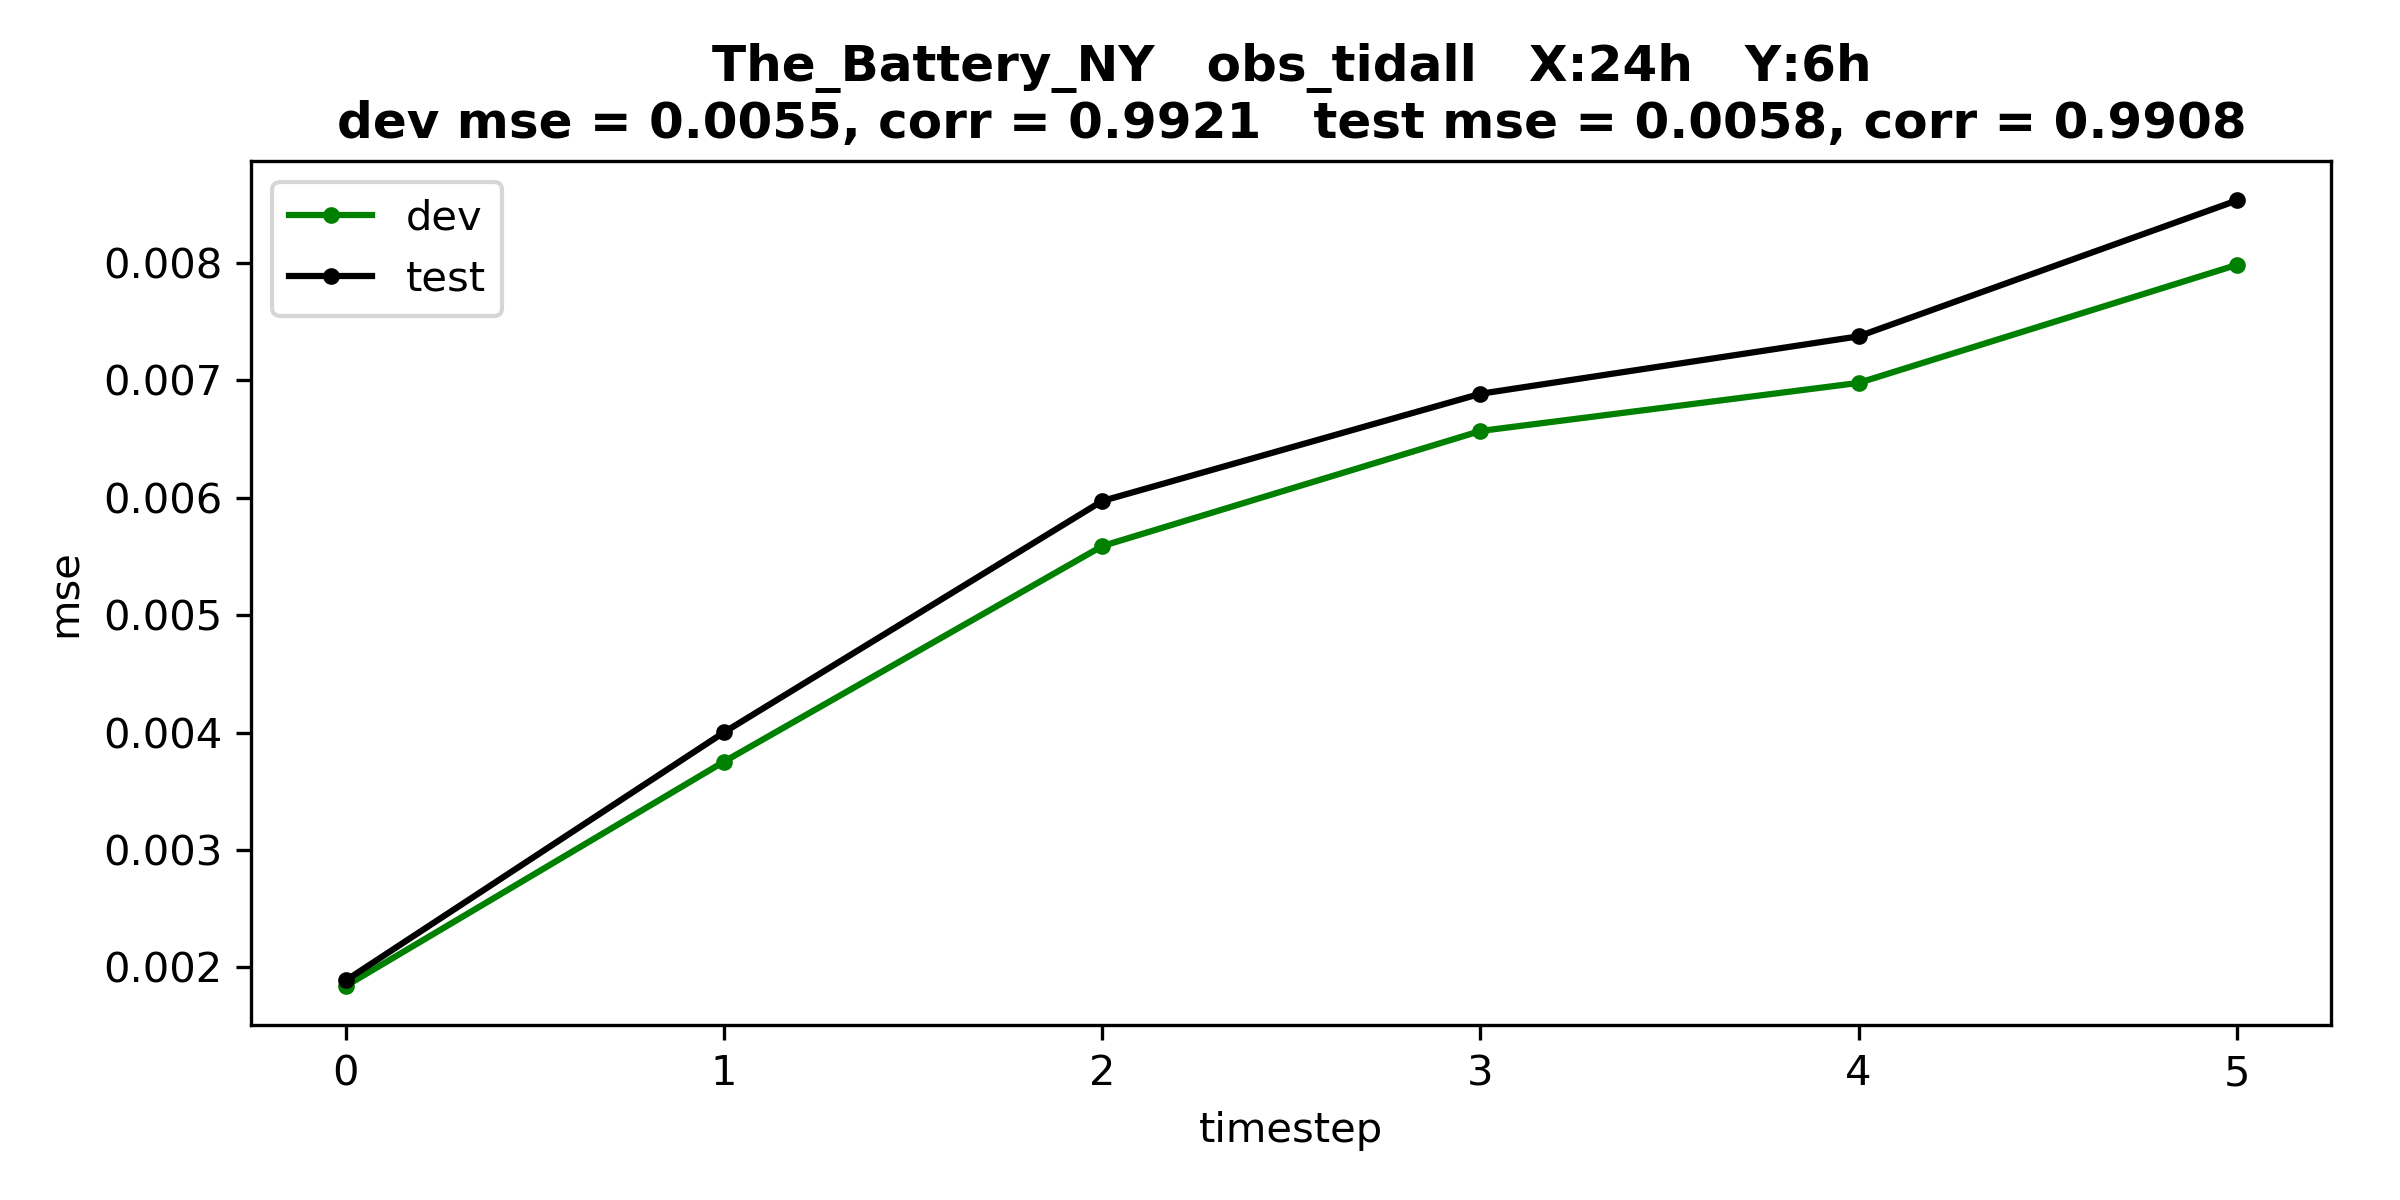 The_Battery_NY   obs_tidall   X:24h   Y:6h
dev mse = 0.0055, corr = 0.9921   test mse = 0.0058, corr = 0.9908
dev
test
0.008
0.007
0.006
0.005
0.004
0.003
0.002
mse
0 1 2 3 4 5
timestep